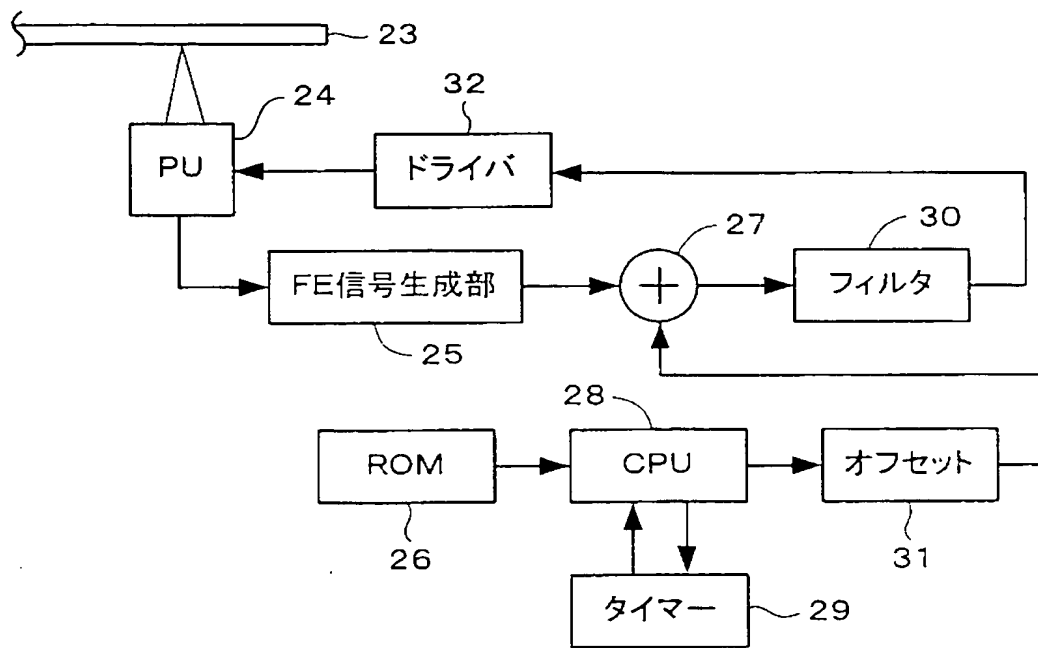 23
24
32
PU
ドライバ
27
30
FE信号生成部
+
フィルタ
25
28
ROM
CPU
オフセット
26
31
タイマー
29